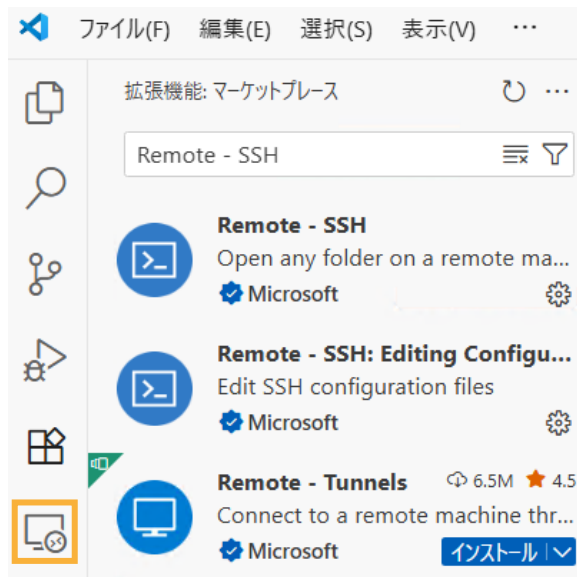 ファイル(F) 編集(E) 選択(S) 表示(V) ···
拡張機能: マーケットプレース ···
Remote - SSH
Remote - SSH
Open any folder on a remote ma...
Microsoft
Remote - SSH: Editing Configu...
Edit SSH configuration files
Microsoft
Remote - Tunnels 6.5M 4.5
Connect to a remote machine thr...
Microsoft インストール